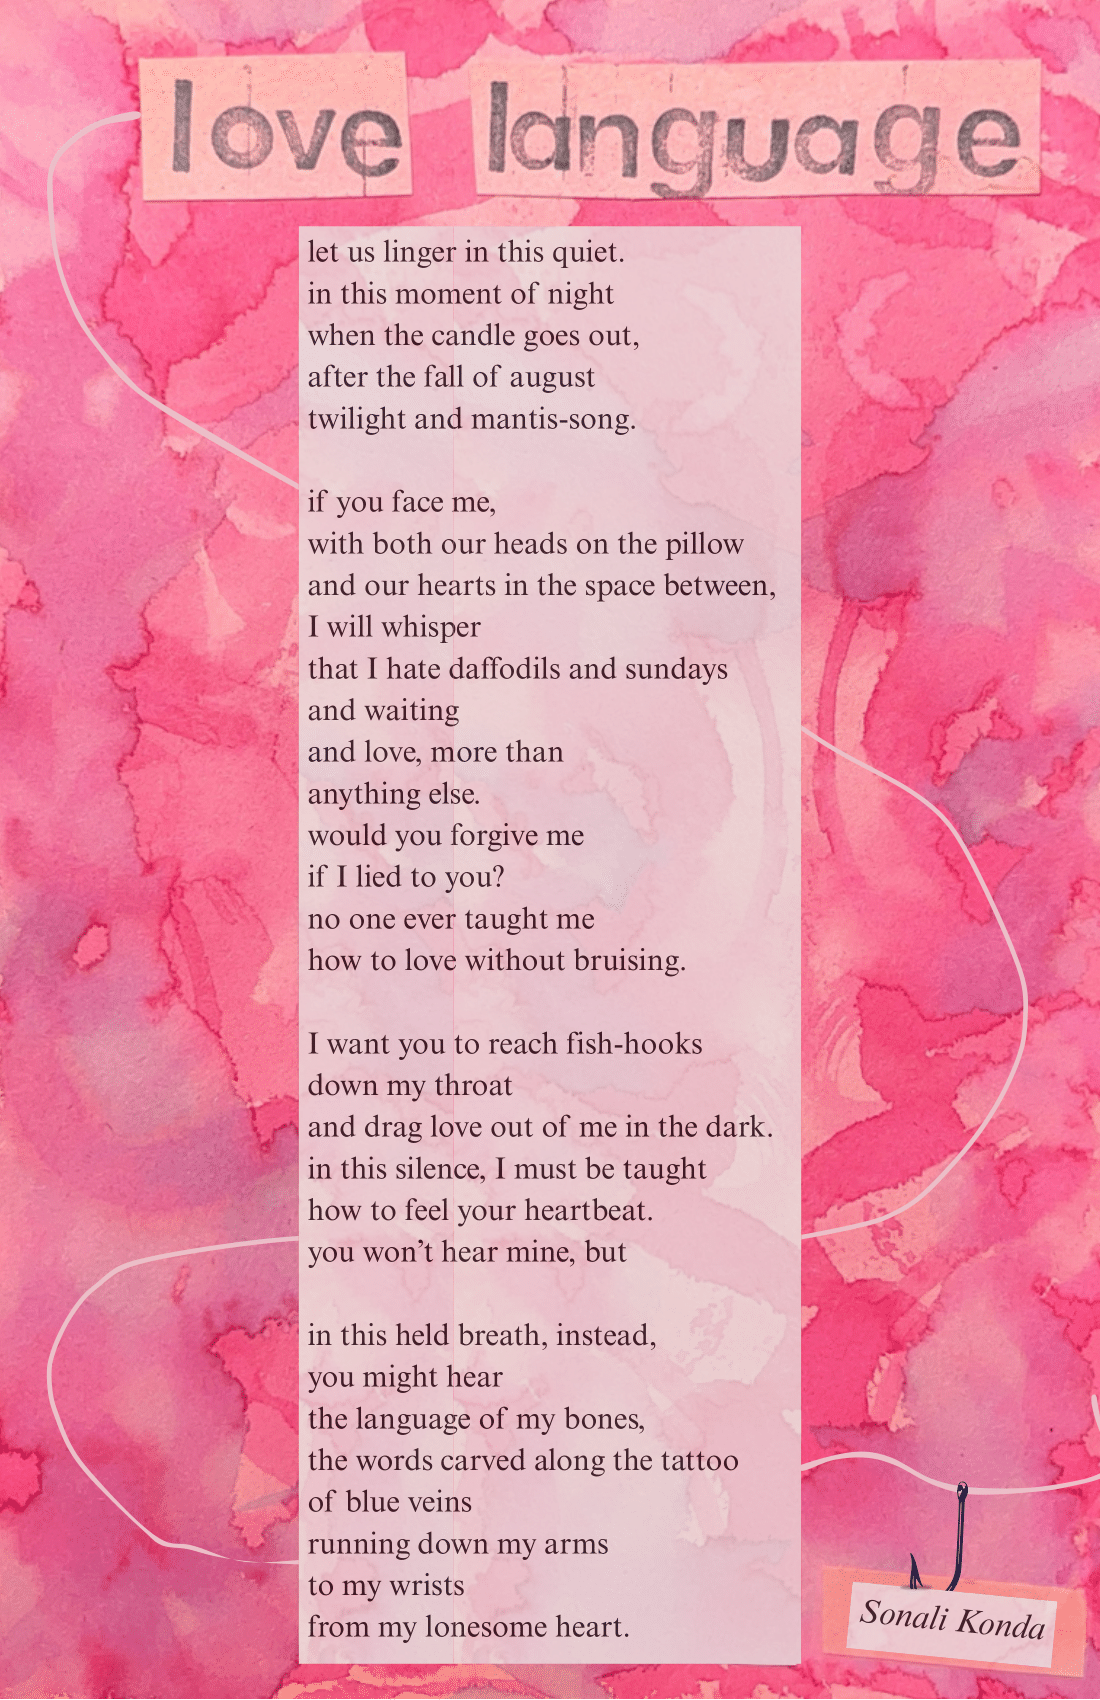 love language
let us linger in this quiet.
in this moment of night
when the candle goes out,
after the fall of august
twilight and mantis-song.
if you face me,
with both our heads on the pillow
and our hearts in the space between,
I will whisper
that I hate daffodils and sundays
and waiting
and love, more than
anything else.
would you forgive me
if I lied to you?
no one ever taught me
how to love without bruising.
I want you to reach fish-hooks
down my throat
and drag love out of me in the dark.
in this silence, I must be taught
how to feel your heartbeat.
you won’t hear mine, but
in this held breath, instead,
you might hear
the language of my bones,
the words carved along the tattoo
of blue veins
running down my arms
to my wrists
from my lonesome heart.
Sonali Konda